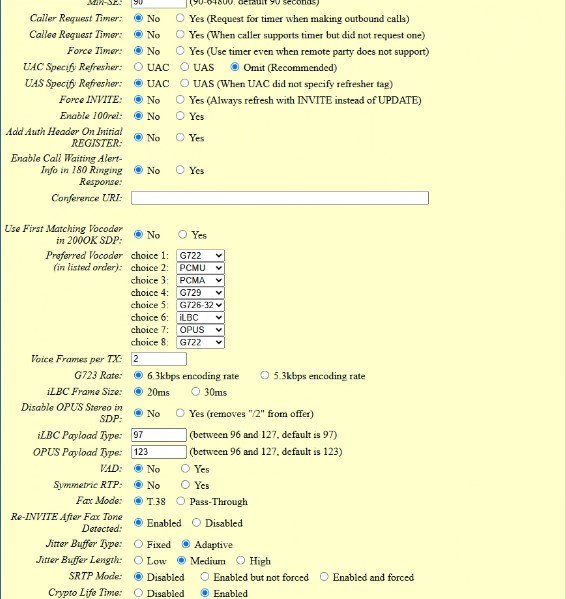 Min-SE: 90 (90-64800. default 90 seconds)
Caller Request Timer: No Yes (Request for timer when making outbound calls)
Callee Request Timer: No Yes (When caller supports timer but did not request one)
Force Timer: No Yes (Use timer even when remote party does not support)
UAC Specify Refresher: UAC UAS Omit (Recommended)
UAS Specify Refresher: UAC UAS (When UAC did not specify refresher tag)
Force INVITE: No Yes (Always refresh with INVITE instead of UPDATE)
Enable 100rel: No Yes
Add Auth Header On Initial
REGISTER: No Yes
Enable Call Waiting Alert-
Info in 180 Ringing No Yes
Response:
Conference URI:
Use First Matching Vocoder
in 200OK SDP: No Yes
Preferred Vocoder choice 1: G722
(in listed order): choice 2: PCMU
choice 3: PCMA
choice 4: G729
choice 5: G726-32
choice 6: iLBC
choice 7: OPUS
choice 8: G722
Voice Frames per TX: 2
G723 Rate: 6.3kbps encoding rate 5.3kbps encoding rate
iLBC Frame Size: 20ms 30ms
Disable OPUS Stereo in
SDP: No Yes (removes "/2" from offer)
iLBC Payload Type: 97 (between 96 and 127, default is 97)
OPUS Payload Type: 123 (between 96 and 127, default is 123)
VAD: No Yes
Symmetric RTP: No Yes
Fax Mode: T.38 Pass-Through
Re-INVITE After Fax Tone
Detected: Enabled Disabled
Jitter Buffer Type: Fixed Adaptive
Jitter Buffer Length: Low Medium High
SRTP Mode: Disabled Enabled but not forced Enabled and forced
Crypto Life Time: Disabled Enabled